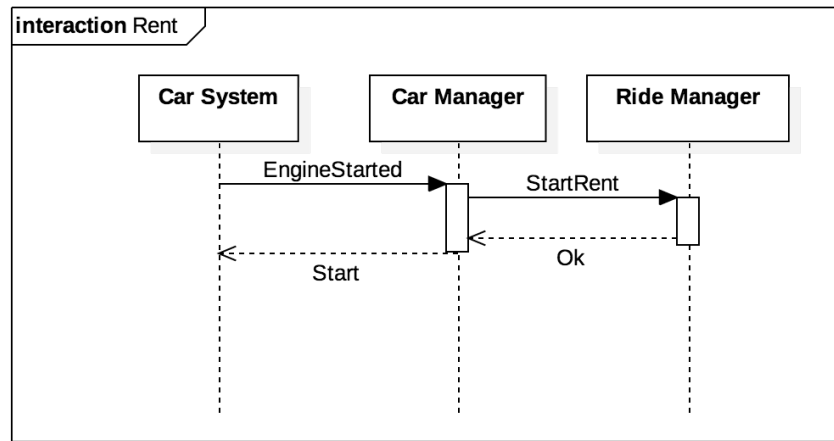 interaction Rent
Car System
Car Manager
Ride Manager
EngineStarted
StartRent
Ok
Start